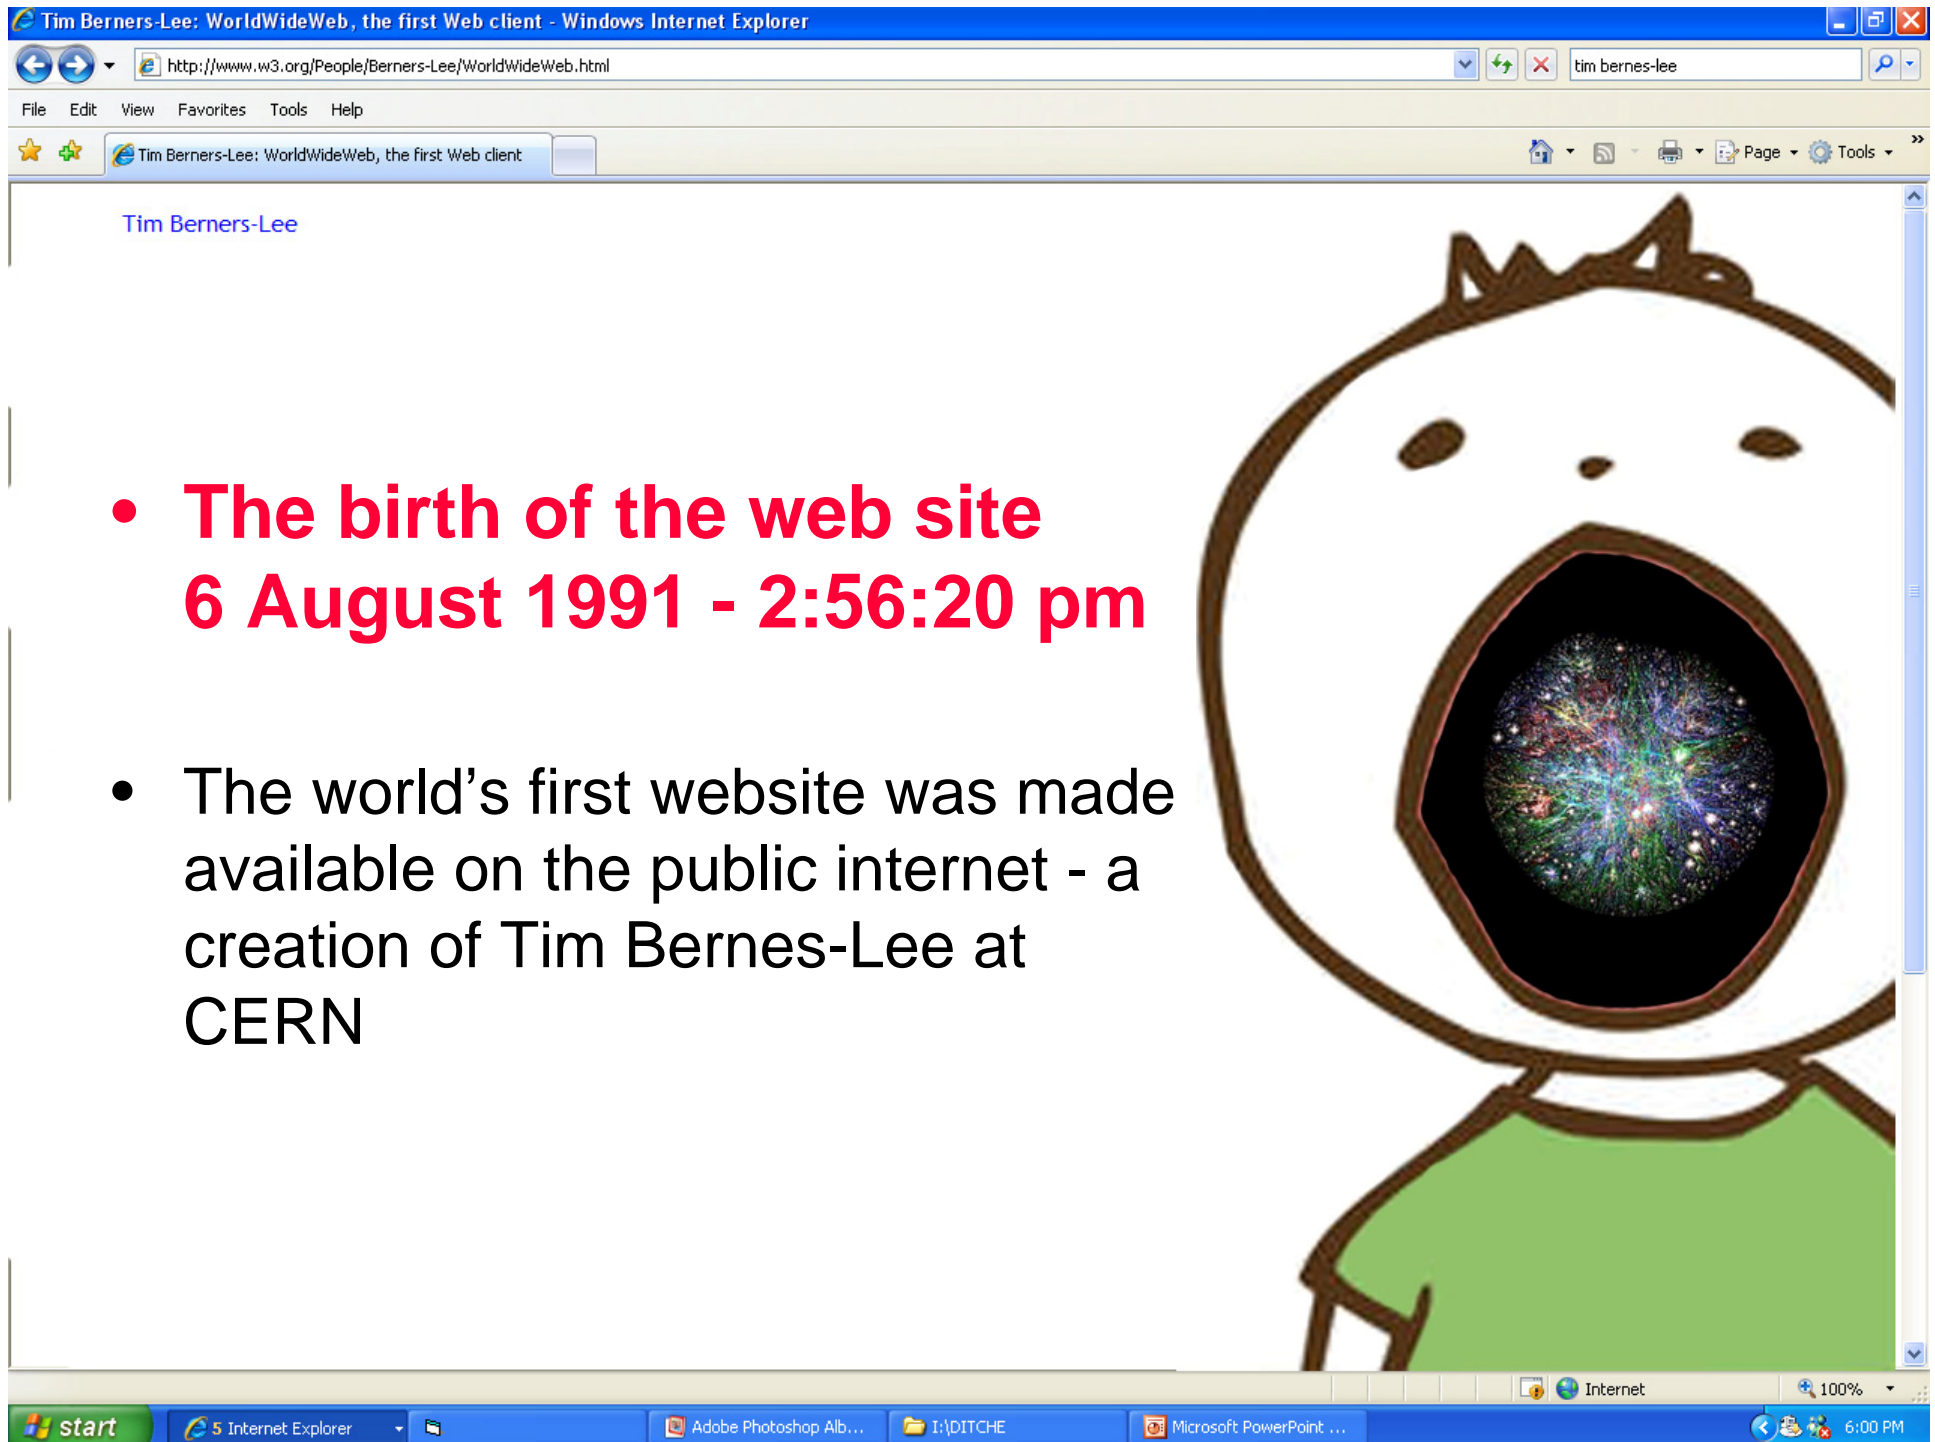 Tim Berners-Lee: WorldWideWeb, the first Web client - Windows Internet Explorer
http://www.w3.org/People/Berners-Lee/WorldWideWeb.html
tim bernes-lee
File Edit View Favorites Tools Help
Tim Berners-Lee: WorldWideWeb, the first Web client
Page Tools
Tim Berners-Lee
• The birth of the web site
6 August 1991 - 2:56:20 pm
• The world’s first website was made
available on the public internet - a
creation of Tim Bernes-Lee at
CERN
Internet 100%
start 5 Internet Explorer Adobe Photoshop Alb... I:\DITCHE Microsoft PowerPoint ... 6:00 PM